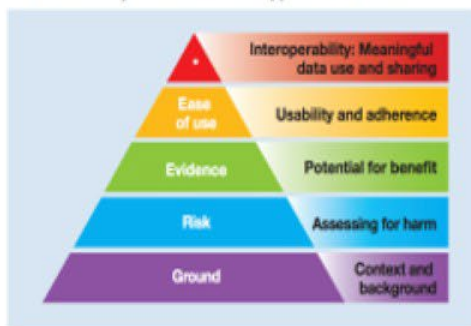 *
Interoperability: Meaningful
data use and sharing
Ease
of use
Usability and adherence
Evidence
Potential for benefit
Risk
Assessing for harm
Ground
Context and
background